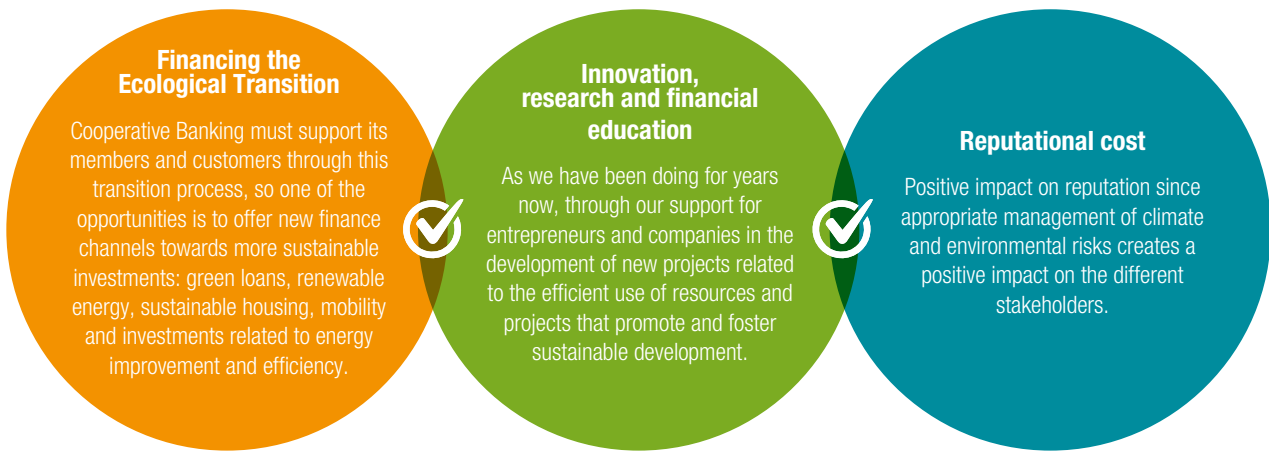 Financing the
Ecological Transition
Cooperative Banking must support its
members and customers through this
transition process, so one of the
opportunities is to offer new finance
channels towards more sustainable
investments: green loans, renewable
energy, sustainable housing, mobility
and investments related to energy
improvement and efficiency.
Innovation,
research and financial
education
As we have been doing for years
now, through our support for
entrepreneurs and companies in the
development of new projects related
to the efficient use of resources and
projects that promote and foster
sustainable development.
Reputational cost
Positive impact on reputation since
appropriate management of climate
and environmental risks creates a
positive impact on the different
stakeholders.